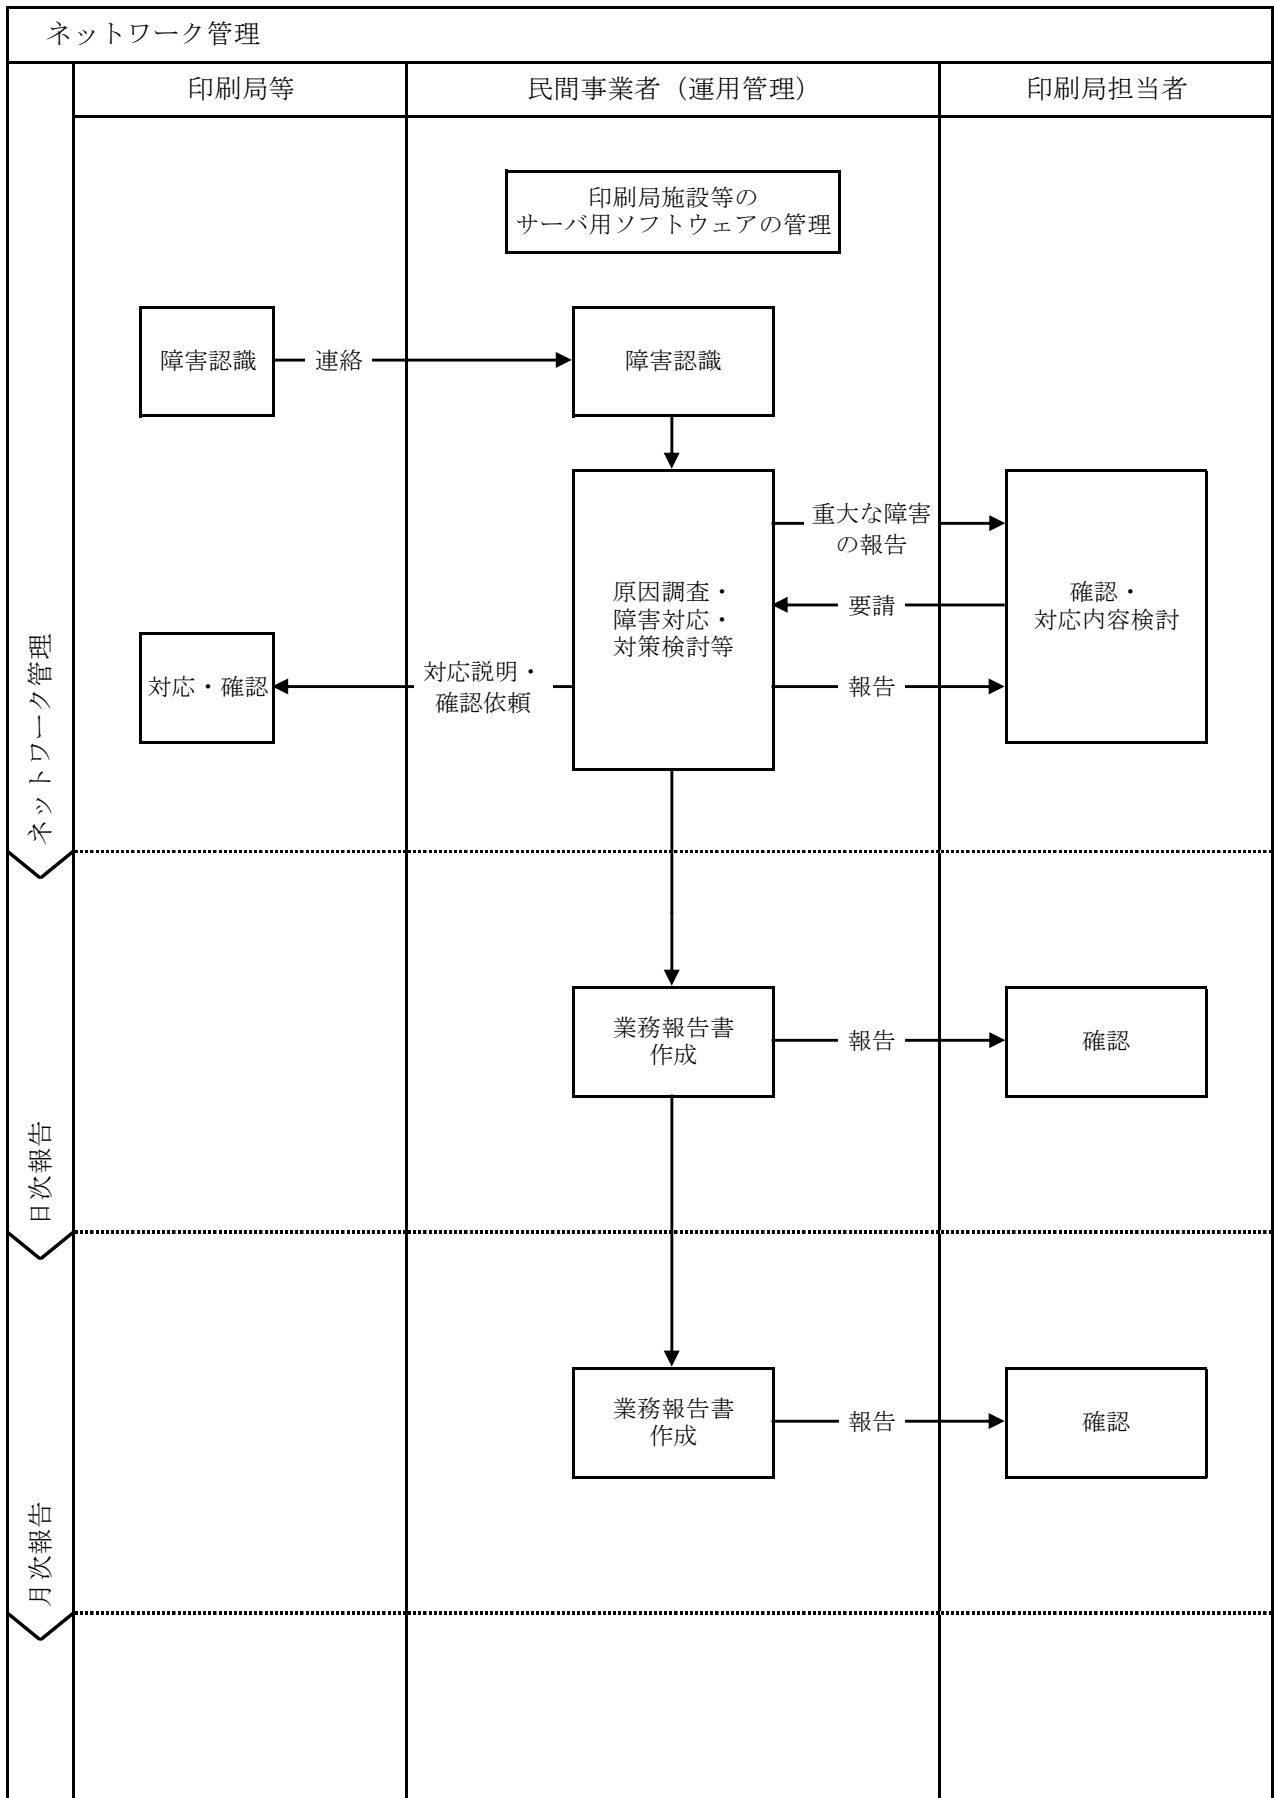 ネットワーク管理
印刷局等
民間事業者（運用管理）
印刷局担当者
印刷局施設等の
サーバ用ソフトウェアの管理
障害認識
連絡
障害認識
重大な障害
の報告
原因調査・
障害対応・
対策検討等
要請
確認・
対応内容検討
対応・確認
対応説明・
確認依頼
報告
ネットワーク管理
業務報告書
作成
報告
確認
日次報告
業務報告書
作成
報告
確認
月次報告